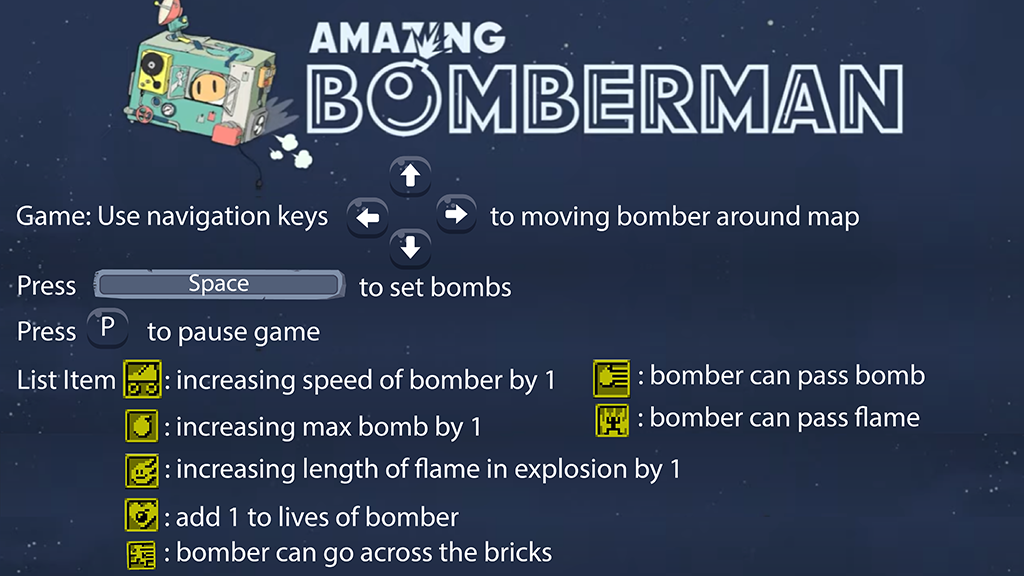 AMAZING
BOMBERMAN
Game: Use navigation keys to moving bomber around map
Press Space to set bombs
Press P to pause game
List Item : increasing speed of bomber by 1
: bomber can pass bomb
: increasing max bomb by 1
: bomber can pass flame
: increasing length of flame in explosion by 1
: add 1 to lives of bomber
: bomber can go across the bricks